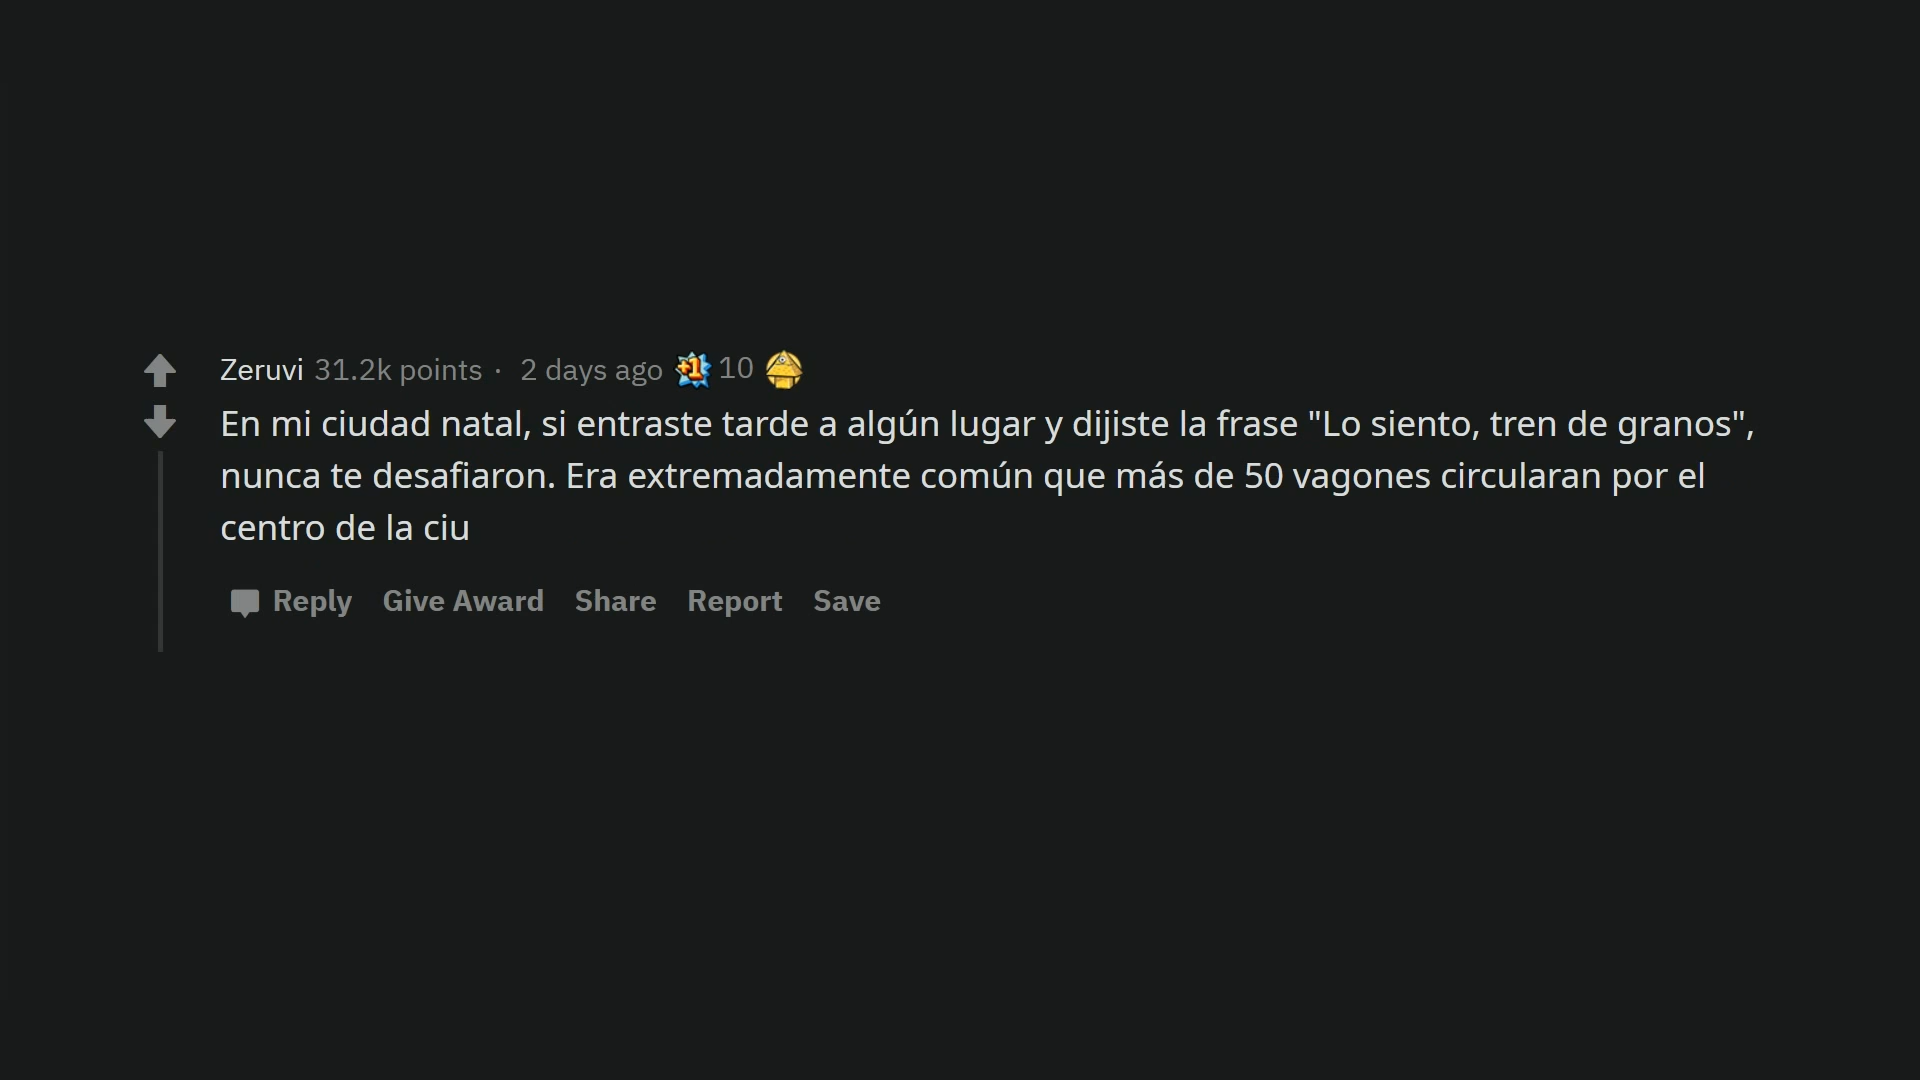 Zeruvi 31.2k points · 2 days ago +1 10
En mi ciudad natal, si entraste tarde a algún lugar y dijiste la frase "Lo siento, tren de granos",
nunca te desafiaron. Era extremadamente común que más de 50 vagones circularan por el
centro de la ciu
Reply Give Award Share Report Save